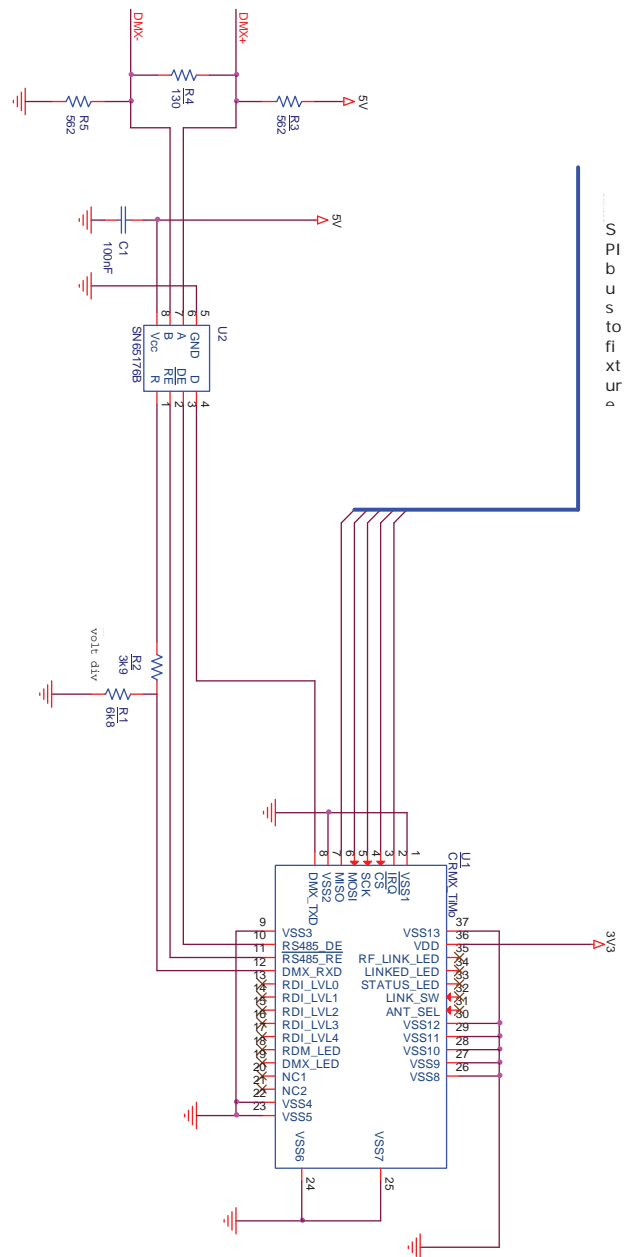 DMX-
DMX+
R4
130
R5
562
R3
562
5V
5V
C1
100nF
S
PI
b
u
s
to
fi
xt
ur
e
U2
SN65176B
5
6
7
8
GND
A
B
Vcc
D
DE
RE
R
4
3
2
1
volt div
R2
3k9
R1
6k8
U1
CRMX_TiMo
1
2
3
4
5
6
7
8
VSS1
IRQ
CS
SCK
MOSI
MISO
VSS2
DMX_TXD
3V3
9
10
11
12
13
14
15
16
17
18
19
20
21
22
23
VSS3
RS485_DE
RS485_RE
DMX_RXD
RDI_LVL0
RDI_LVL1
RDI_LVL2
RDI_LVL3
RDI_LVL4
RDM_LED
DMX_LED
NC1
NC2
VSS4
VSS5
37
36
35
34
33
32
31
30
29
28
27
26
VSS13
VDD
RF_LINK_LED
LINKED_LED
STATUS_LED
LINK_SW
ANT_SEL
VSS12
VSS11
VSS10
VSS9
VSS8
VSS6
VSS7
24
25